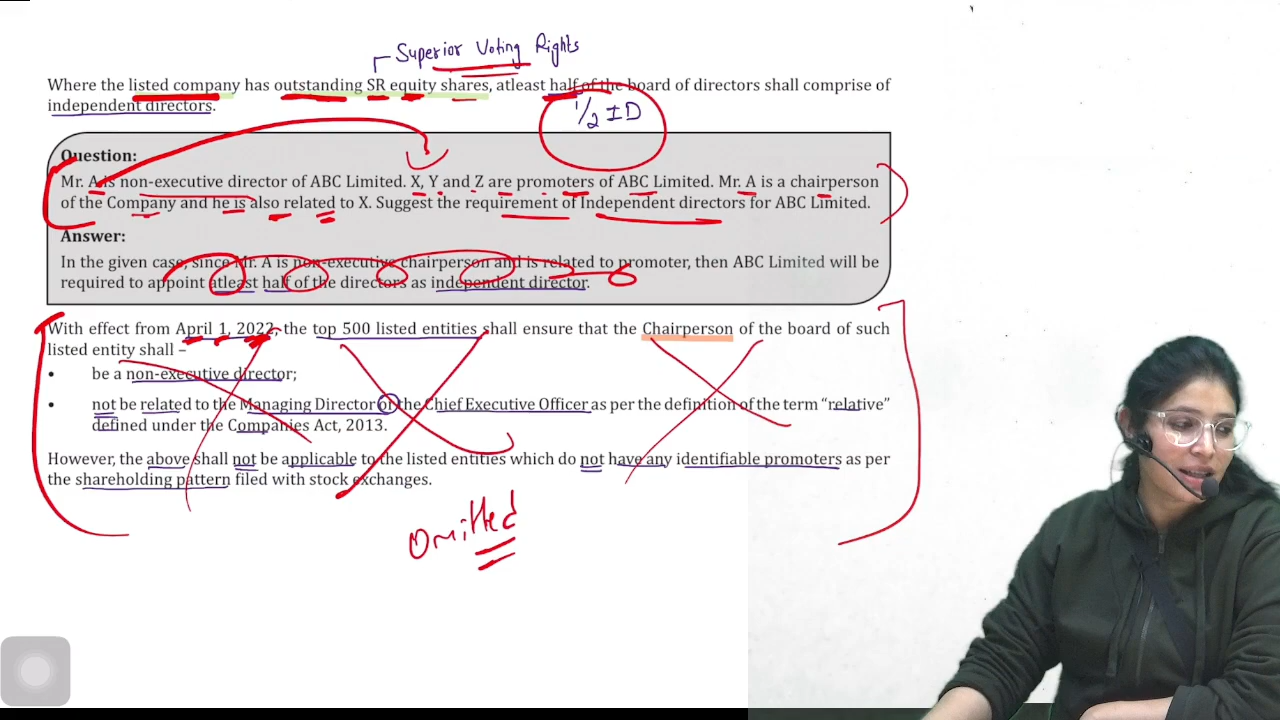 Superior Voting Rights
Where the listed company has outstanding SR equity shares, atleast half of the board of directors shall comprise of
independent directors.
1/2 ID
Question:
Mr. A is non-executive director of ABC Limited. X, Y and Z are promoters of ABC Limited. Mr. A is a chairperson
of the Company and he is also related to X. Suggest the requirement of Independent directors for ABC Limited.
Answer:
In the given case, since Mr. A is non-executive chairperson and is related to promoter, then ABC Limited will be
required to appoint atleast half of the directors as independent director.
With effect from April 1, 2022, the top 500 listed entities shall ensure that the Chairperson of the board of such
listed entity shall –
• be a non-executive director;
• not be related to the Managing Director or the Chief Executive Officer as per the definition of the term “relative”
defined under the Companies Act, 2013.
However, the above shall not be applicable to the listed entities which do not have any identifiable promoters as per
the shareholding pattern filed with stock exchanges.
Omitted